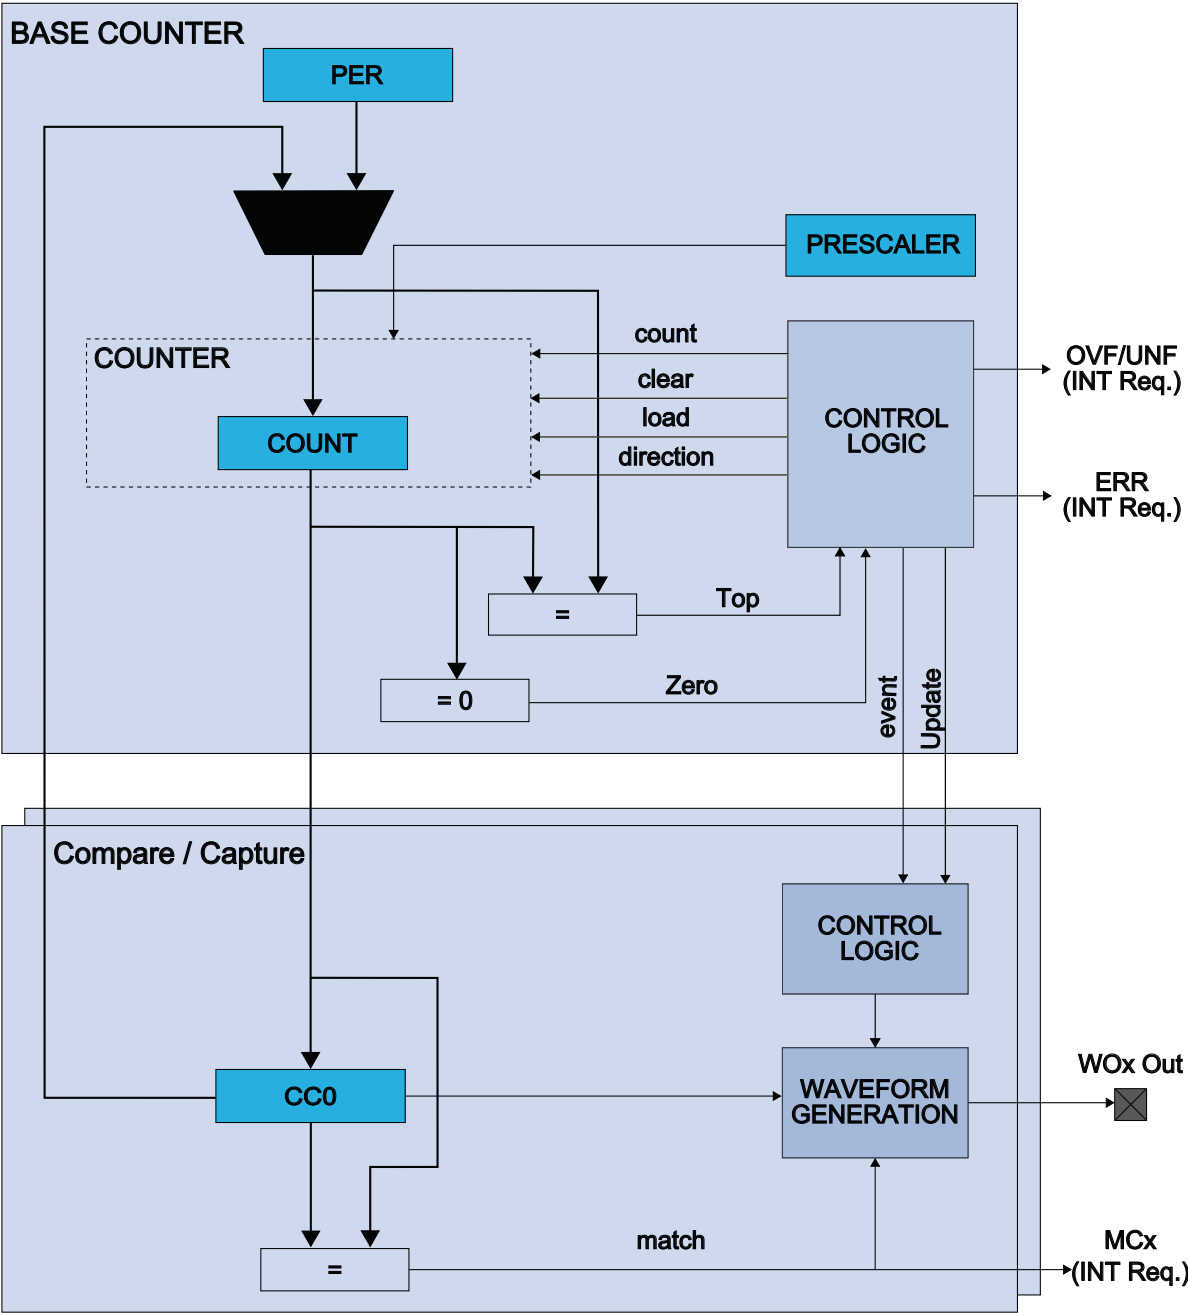 BASE COUNTER
PER
PRESCALER
COUNTER
COUNT
count
clear
load
direction
CONTROL
LOGIC
OVF/UNF
(INT Req.)
ERR
(INT Req.)
=
Top
= 0
Zero
event
Update
Compare / Capture
CONTROL
LOGIC
CC0
WAVEFORM
GENERATION
WOx Out
=
match
MCx
(INT Req.)